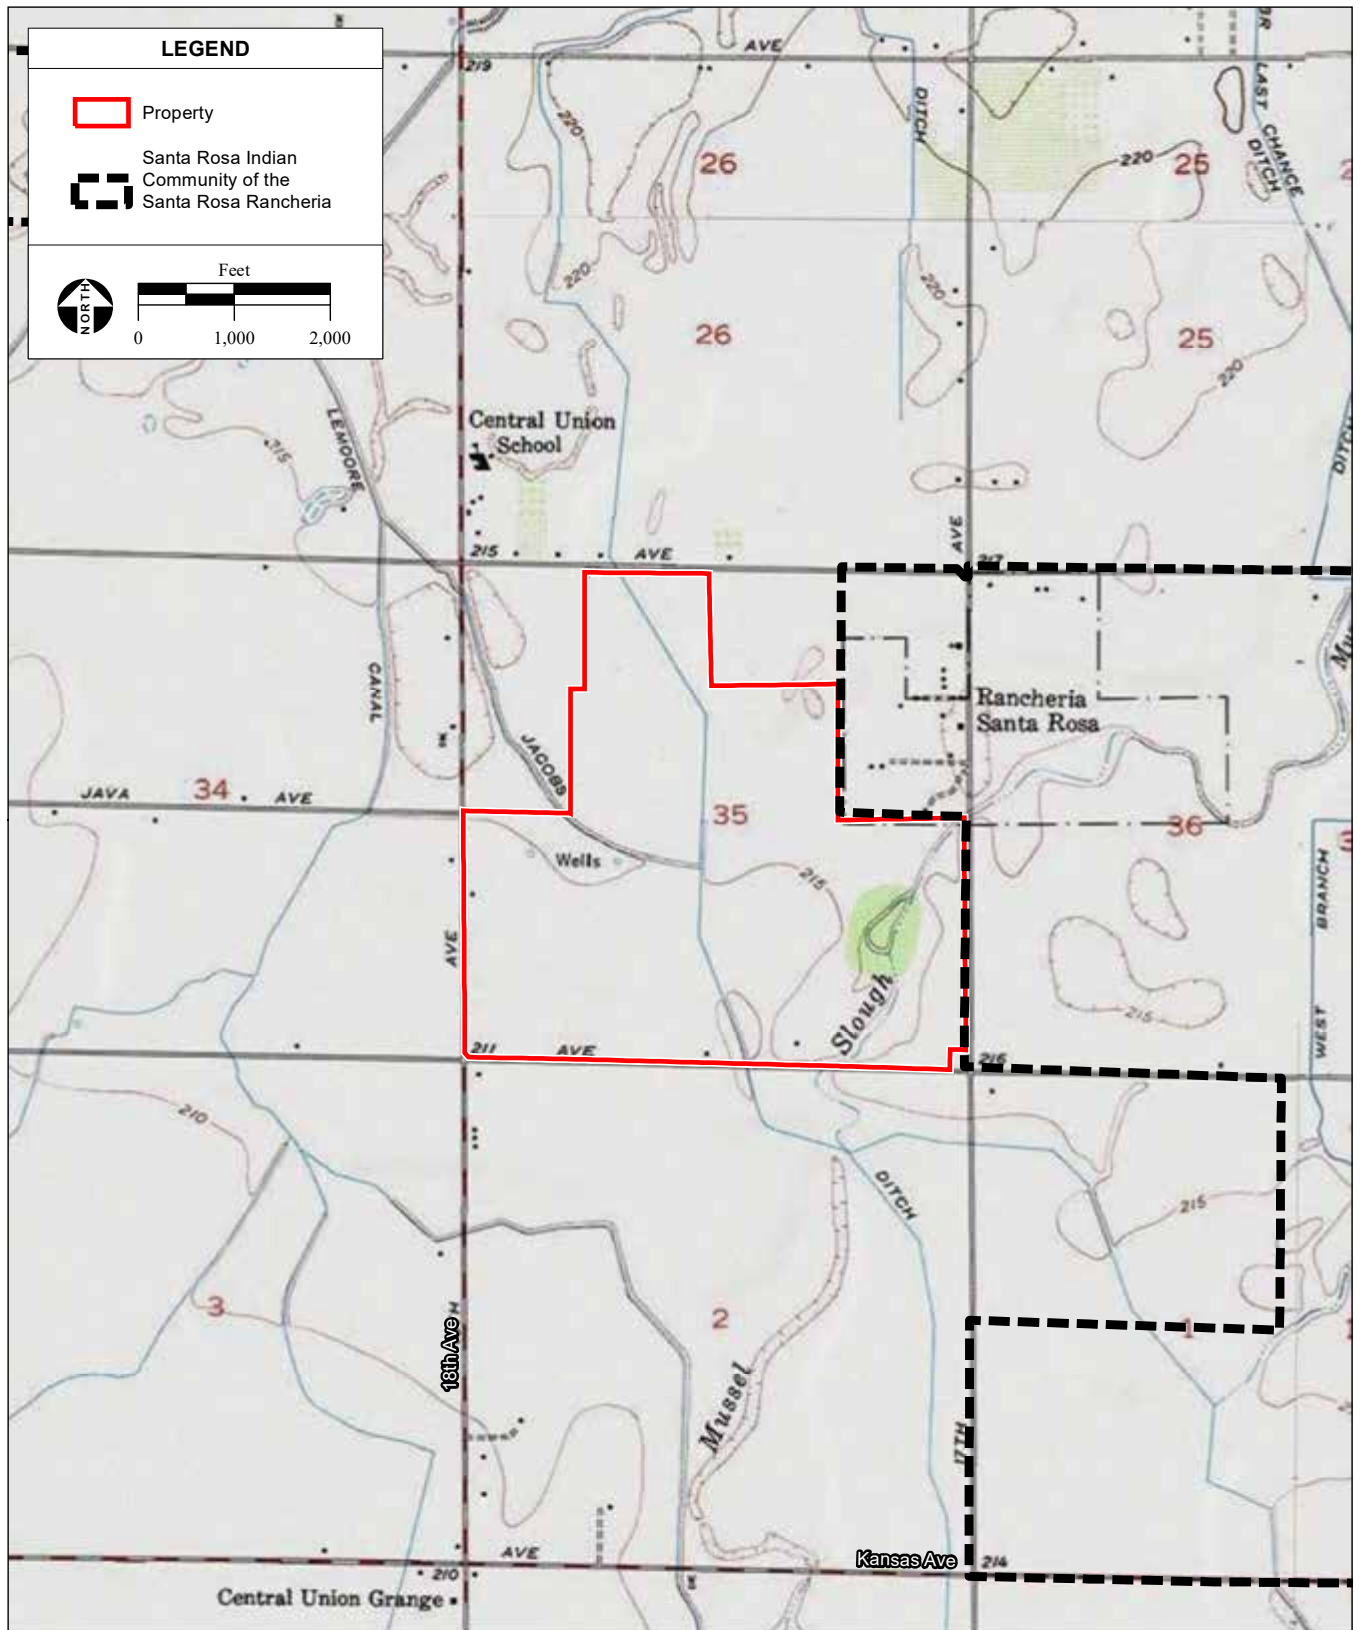 LEGEND
Property
Santa Rosa Indian
Community of the
Santa Rosa Rancheria
Feet
NORTH
0 1,000 2,000
AVE
219
220
26
DITCH
220
25
LAST CHANCE
DITCH
220
220
26
25
220
LEMOORE
215
Central Union
School
DITCH
AVE
215
AVE
217
CANAL
JACOBS
Rancheria
Santa Rosa
JAVA AVE
34
35
36
Wells
215
BRANCH
WEST
AVE
Slough
215
211
AVE
216
210
DITCH
215
3
2
1
18th Ave
H
Mussel
17TH
AVE
Kansas Ave
214
210
Central Union Grange